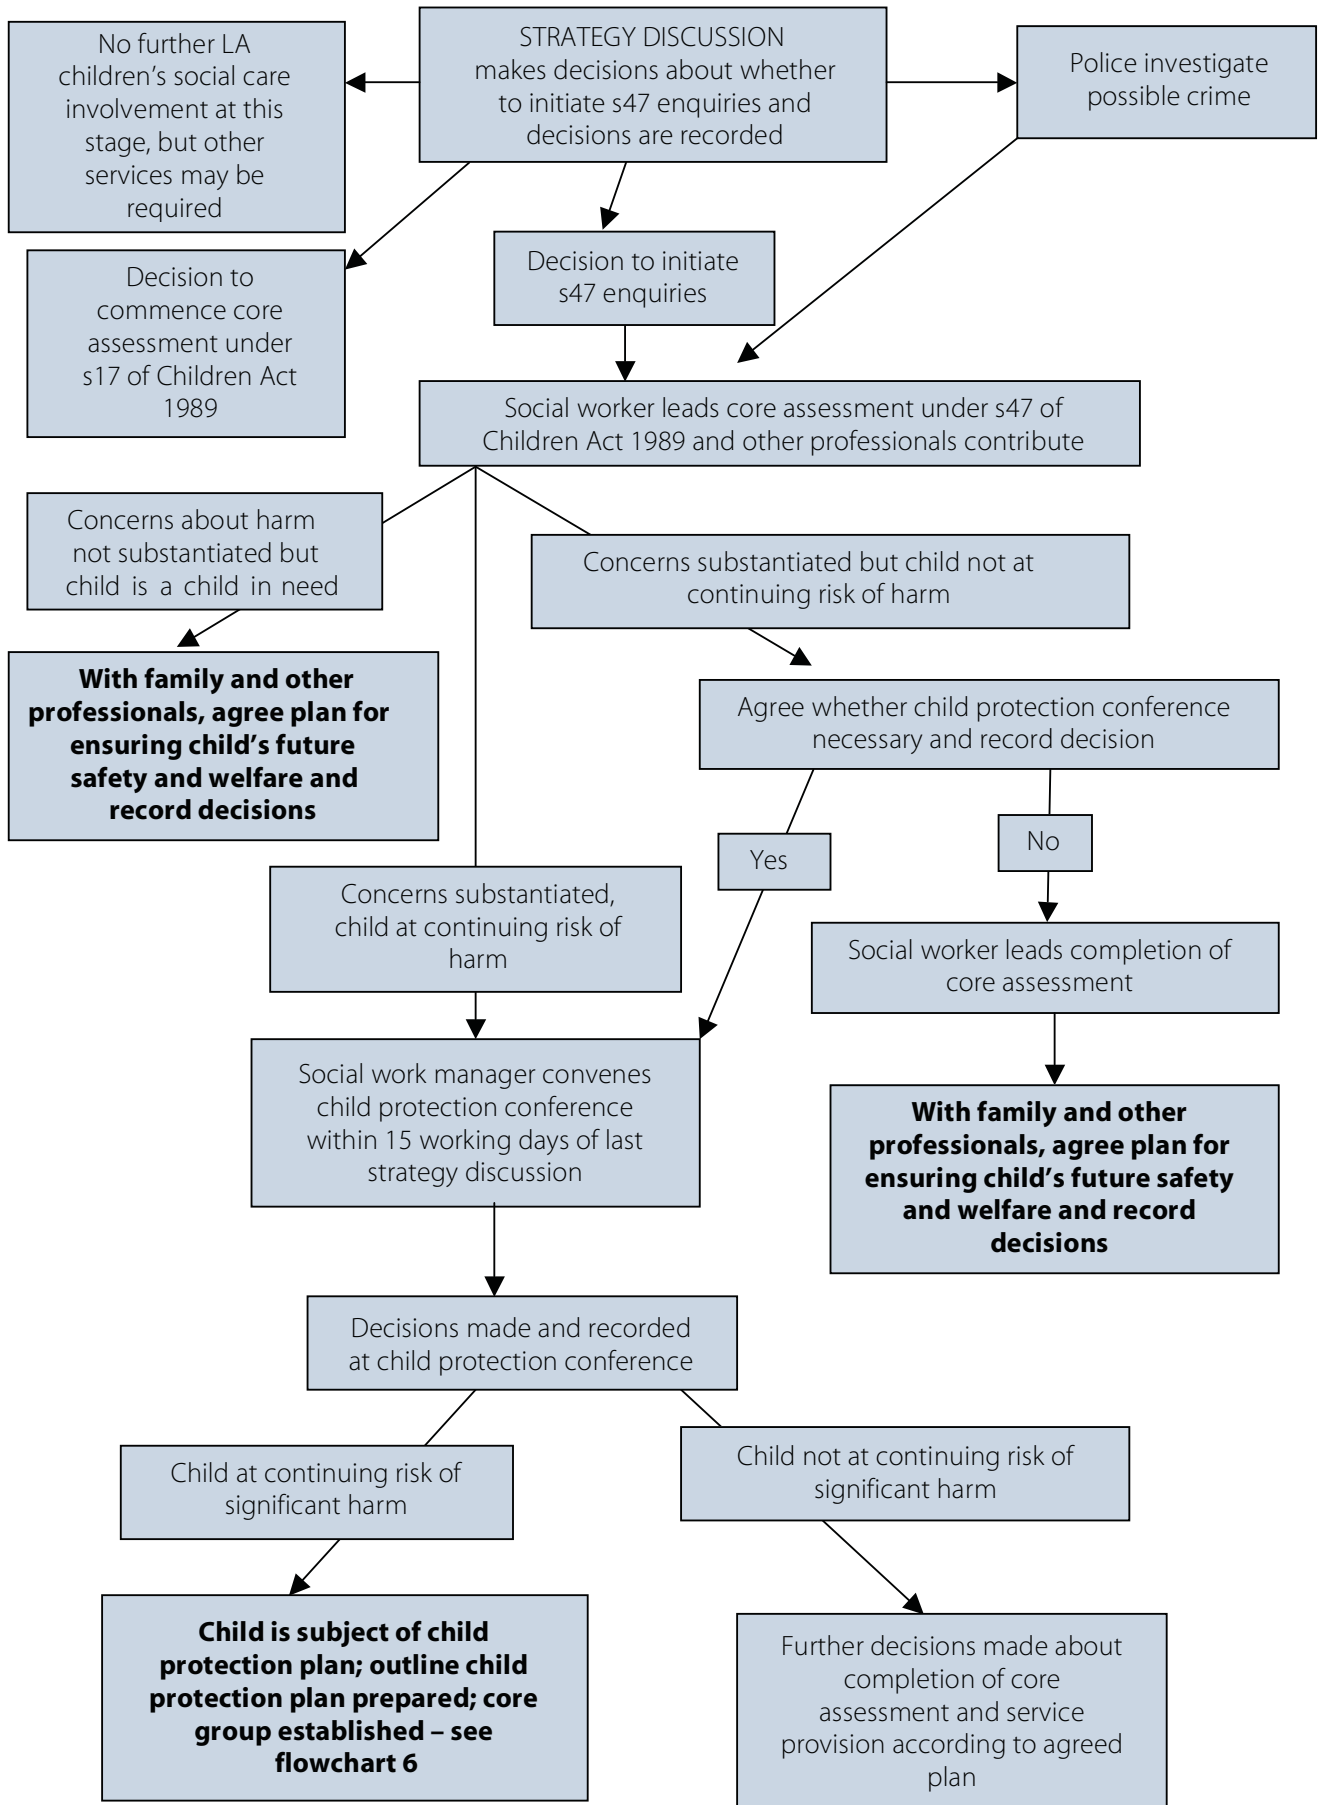 No further LA
children’s social care
involvement at this
stage, but other
services may be
required
STRATEGY DISCUSSION
makes decisions about whether
to initiate s47 enquiries and
decisions are recorded
Police investigate
possible crime
Decision to
commence core
assessment under
s17 of Children Act
1989
Decision to initiate
s47 enquiries
Social worker leads core assessment under s47 of
Children Act 1989 and other professionals contribute
Concerns about harm
not substantiated but
child is a child in need
Concerns substantiated but child not at
continuing risk of harm
With family and other
professionals, agree plan for
ensuring child’s future
safety and welfare and
record decisions
Agree whether child protection conference
necessary and record decision
Yes
No
Concerns substantiated,
child at continuing risk of
harm
Social worker leads completion of
core assessment
Social work manager convenes
child protection conference
within 15 working days of last
strategy discussion
With family and other
professionals, agree plan for
ensuring child’s future safety
and welfare and record
decisions
Decisions made and recorded
at child protection conference
Child at continuing risk of
significant harm
Child not at continuing risk of
significant harm
Child is subject of child
protection plan; outline child
protection plan prepared; core
group established – see
flowchart 6
Further decisions made about
completion of core
assessment and service
provision according to agreed
plan